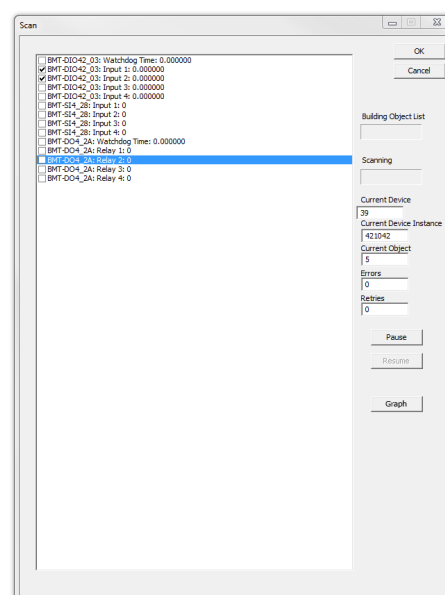 Scan
BMT-DIO42_03: Watchdog Time: 0.000000
BMT-DIO42_03: Input 1: 0.000000
BMT-DIO42_03: Input 2: 0.000000
BMT-DIO42_03: Input 3: 0.000000
BMT-DIO42_03: Input 4: 0.000000
BMT-SI4_28: Input 1: 0
BMT-SI4_28: Input 2: 0
BMT-SI4_28: Input 3: 0
BMT-SI4_28: Input 4: 0
BMT-DO4_2A: Watchdog Time: 0.000000
BMT-DO4_2A: Relay 1: 0
BMT-DO4_2A: Relay 2: 0
BMT-DO4_2A: Relay 3: 0
BMT-DO4_2A: Relay 4: 0
OK
Cancel
Building Object List
Scanning
Current Device
39
Current Device Instance
421042
Current Object
5
Errors
0
Retries
0
Pause
Resume
Graph